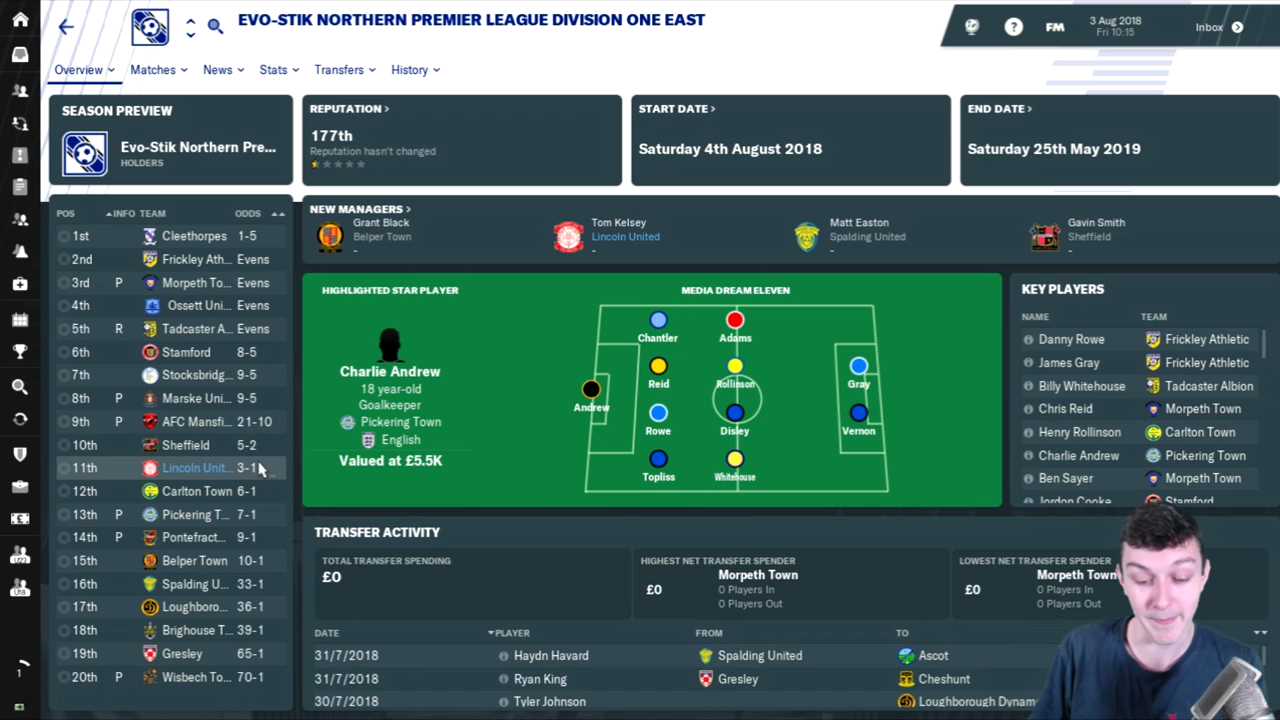 EVO-STIK NORTHERN PREMIER LEAGUE DIVISION ONE EAST
FM
3 Aug 2018
Fri 10:15
Inbox
Overview
Matches
News
Stats
Transfers
History
SEASON PREVIEW
Evo-Stik Northern Pre...
HOLDERS
REPUTATION >
177th
Reputation hasn't changed
START DATE >
Saturday 4th August 2018
END DATE >
Saturday 25th May 2019
POS INFO TEAM ODDS
1st Cleethorpes 1-5
2nd Frickley Ath... Evens
3rd P Morpeth To... Evens
4th Ossett Uni... Evens
5th R Tadcaster A... Evens
6th Stamford 8-5
7th Stocksbridg... 9-5
8th P Marske Uni... 9-5
9th P AFC Mansfi... 21-10
10th Sheffield 5-2
11th Lincoln Unit... 3-1
12th Carlton Town 6-1
13th P Pickering T... 7-1
14th P Pontefract... 9-1
15th Belper Town 10-1
16th Spalding U... 33-1
17th Loughboro... 36-1
18th Brighouse T... 39-1
19th Gresley 65-1
20th P Wisbech To... 70-1
NEW MANAGERS >
Grant Black
Belper Town
-
Tom Kelsey
Lincoln United
-
Matt Easton
Spalding United
-
Gavin Smith
Sheffield
-
HIGHLIGHTED STAR PLAYER
Charlie Andrew
18 year-old
Goalkeeper
Pickering Town
English
Valued at £5.5K
MEDIA DREAM ELEVEN
Chantler
Adams
Reid
Rollinson
Gray
Andrew
Rowe
Disley
Vernon
Topliss
Whitehouse
KEY PLAYERS
NAME TEAM
Danny Rowe Frickley Athletic
James Gray Frickley Athletic
Billy Whitehouse Tadcaster Albion
Chris Reid Morpeth Town
Henry Rollinson Carlton Town
Charlie Andrew Pickering Town
Ben Sayer Morpeth Town
Jordon Cooke Stamford
TRANSFER ACTIVITY
TOTAL TRANSFER SPENDING
£0
HIGHEST NET TRANSFER SPENDER
£0
Morpeth Town
0 Players In
0 Players Out
LOWEST NET TRANSFER SPENDER
£0
Morpeth Town
0 Players In
0 Players Out
DATE PLAYER FROM TO
31/7/2018 Haydn Havard Spalding United Ascot
31/7/2018 Ryan King Gresley Cheshunt
30/7/2018 Tyler Johnson Loughborough Dynam
U23
U18
1